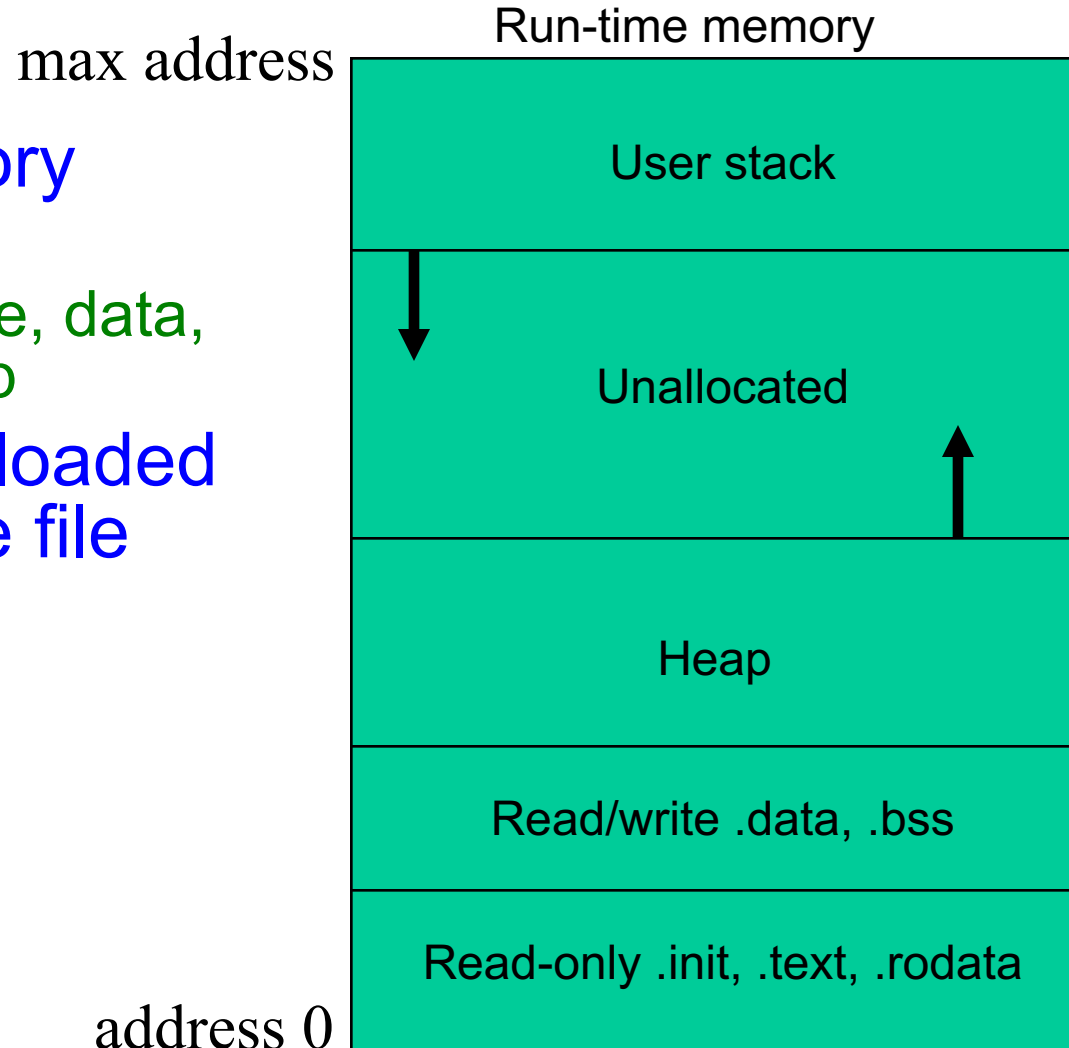 Run-time memory
max address
ory
e, data,
o
loaded
e file
User stack
Unallocated
Heap
Read/write .data, .bss
Read-only .init, .text, .rodata
address 0